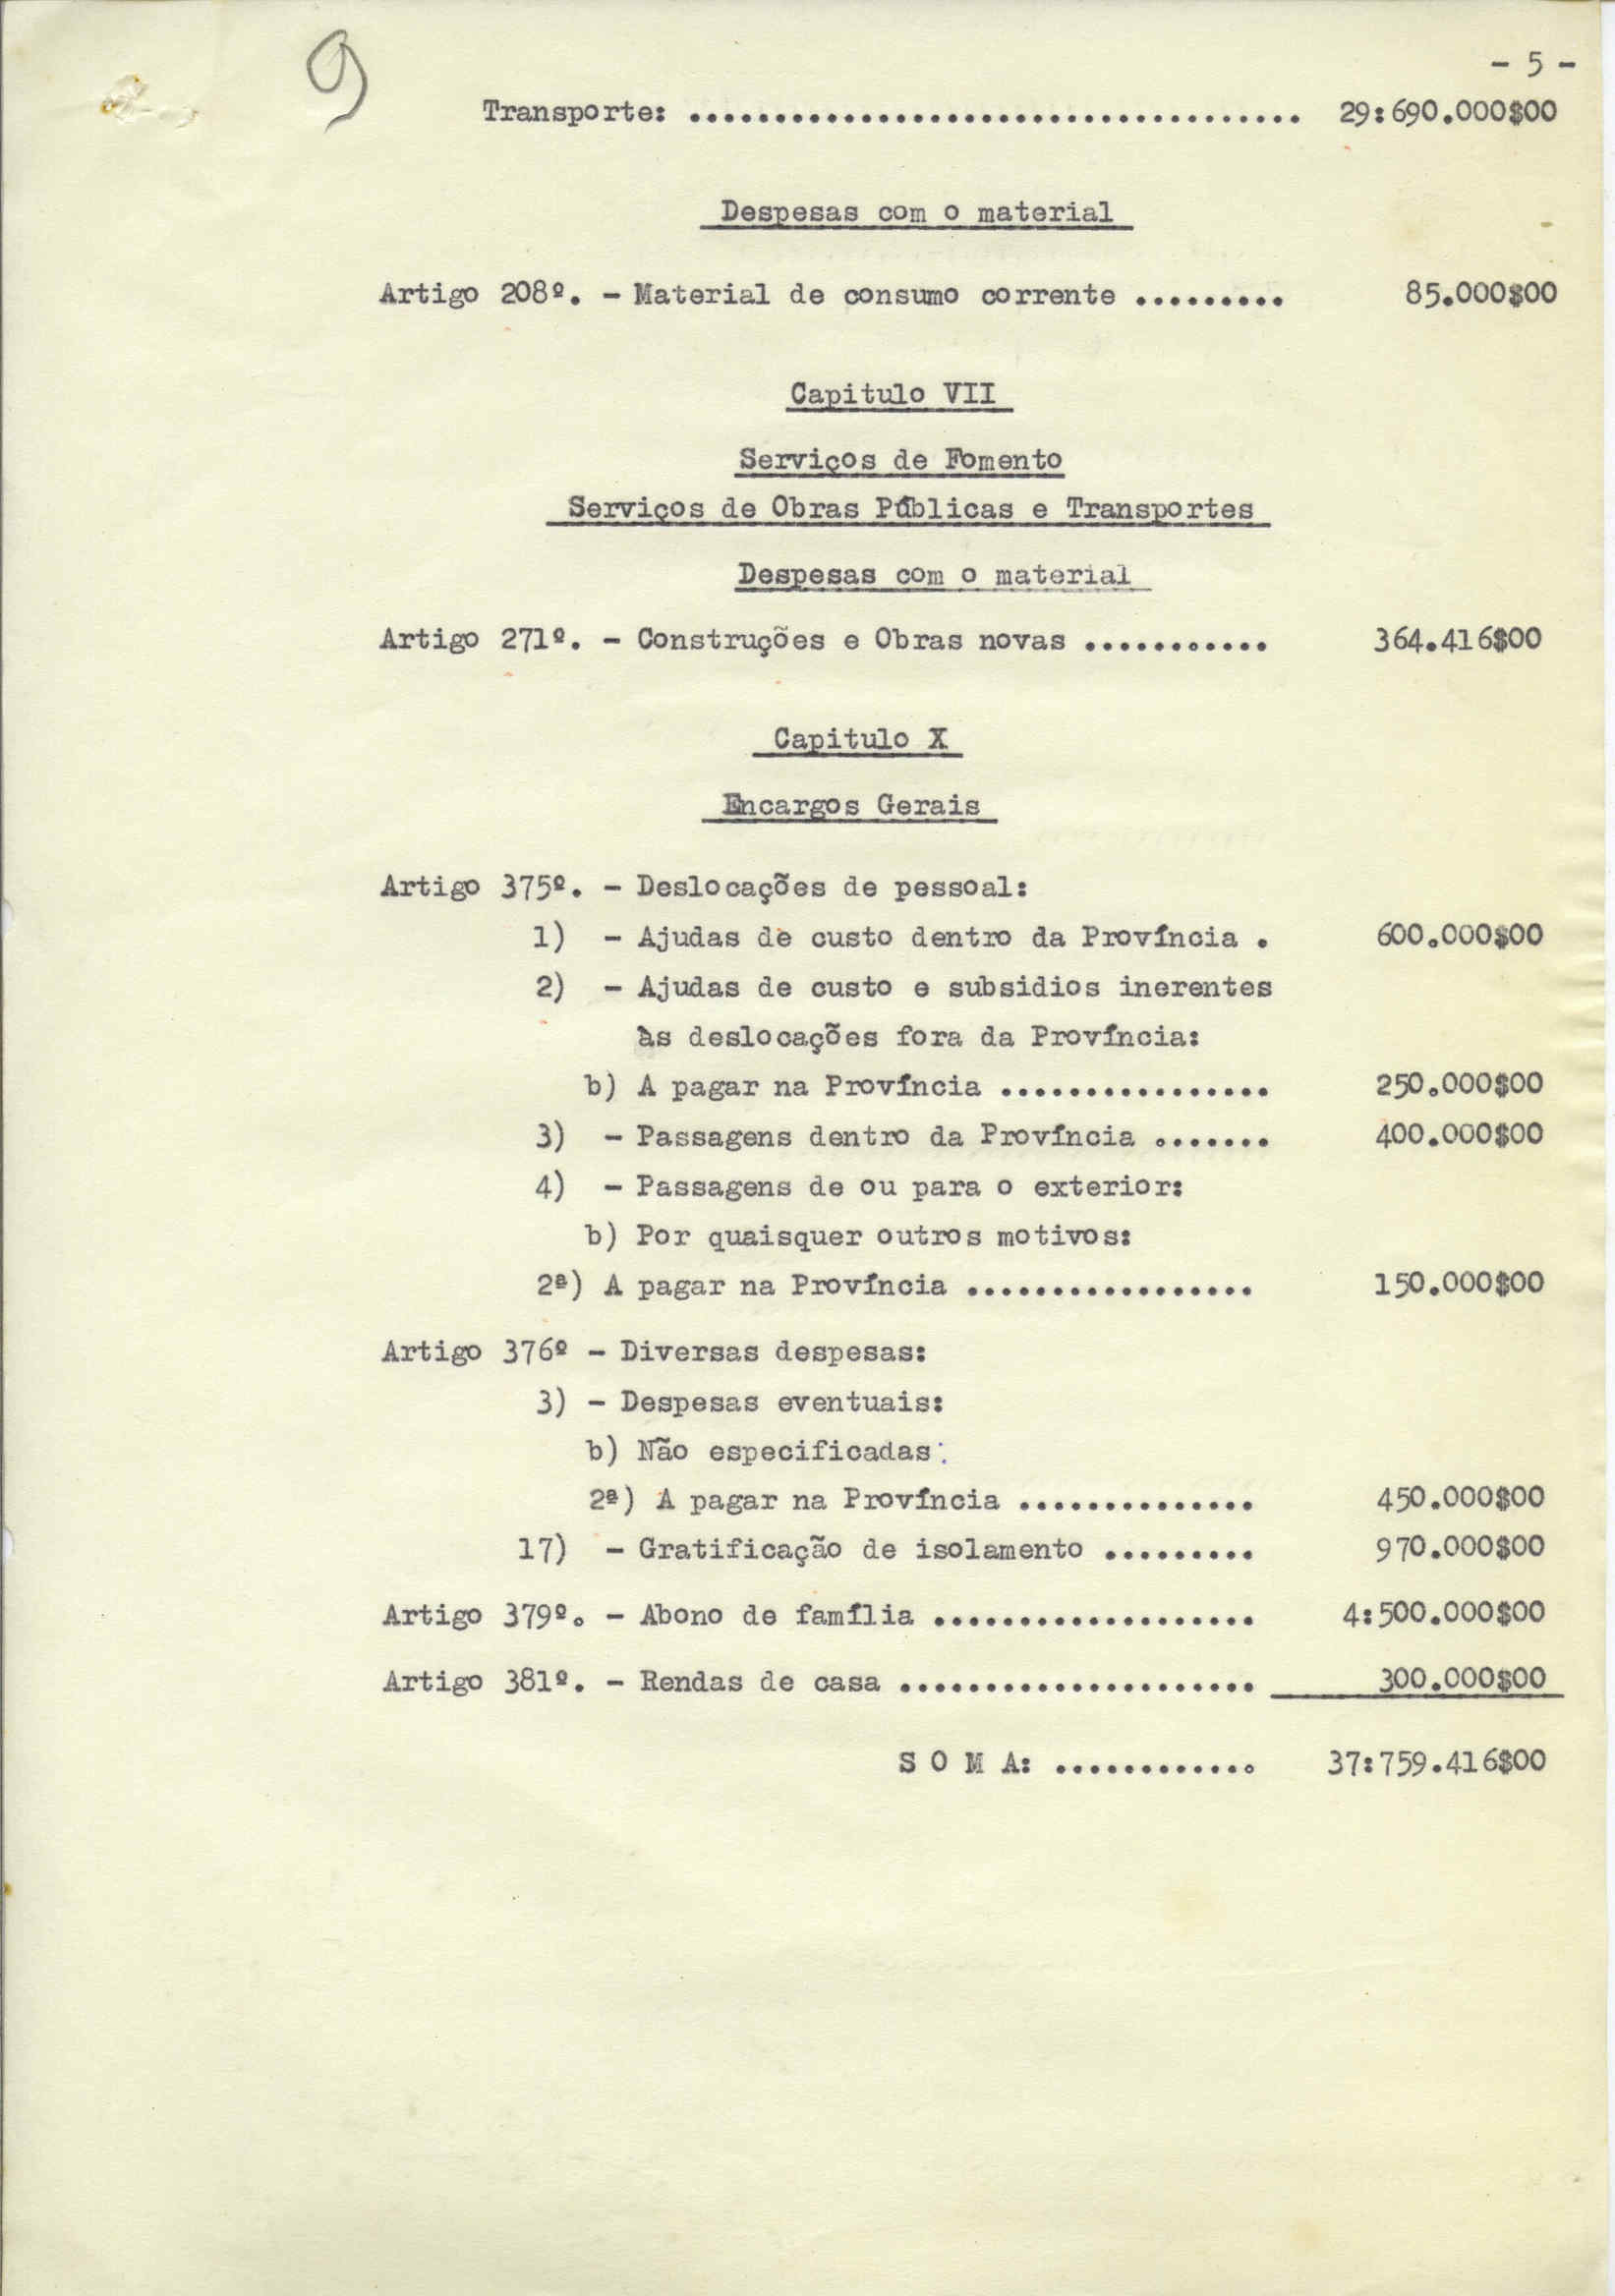 9
- 5 -
Transporte: .................................... 29:690.000$00
Despesas com o material
Artigo 208º. - Material de consumo corrente ......... 85.000$00
Capitulo VII
Serviços de Fomento
Serviços de Obras Públicas e Transportes
Despesas com o material
Artigo 271º. - Construções e Obras novas ........... 364.416$00
Capitulo X
Encargos Gerais
Artigo 375º. - Deslocações de pessoal:
1) - Ajudas de custo dentro da Província . 600.000$00
2) - Ajudas de custo e subsidios inerentes
às deslocações fora da Província:
b) A pagar na Província ................ 250.000$00
3) - Passagens dentro da Província ....... 400.000$00
4) - Passagens de ou para o exterior:
b) Por quaisquer outros motivos:
2ª) A pagar na Província ................. 150.000$00
Artigo 376º - Diversas despesas:
3) - Despesas eventuais:
b) Não especificadas:
2ª) A pagar na Província .............. 450.000$00
17) - Gratificação de isolamento ......... 970.000$00
Artigo 379º. - Abono de família ................... 4:500.000$00
Artigo 381º. - Rendas de casa ..................... 300.000$00
S O M A: ............ 37:759.416$00